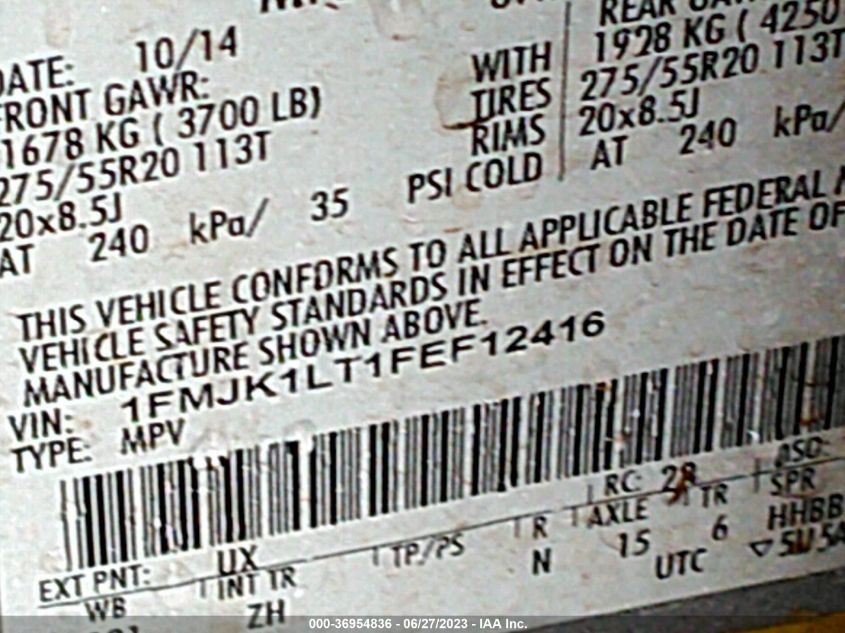 DATE: 10/14
FRONT GAWR: REAR
1678 KG ( 3700 LB) WITH 1928 KG ( 4250
275/55R20 113T TIRES 275/55R20 113T
20x8.5J RIMS 20x8.5J
AT 240 kPa/ 35 PSI COLD AT 240 kPa/
THIS VEHICLE CONFORMS TO ALL APPLICABLE FEDERAL
VEHICLE SAFETY STANDARDS IN EFFECT ON THE DATE OF
MANUFACTURE SHOWN ABOVE.
VIN: 1FMJK1LT1FEF12416
TYPE: MPV
EXT PNT: UX RC: 28 DSO:
WB INT TR TP/PS R AXLE TR SPR
ZH N 15 6 HHBB
UTC
000-36954836 - 06/27/2023 - IAA Inc.